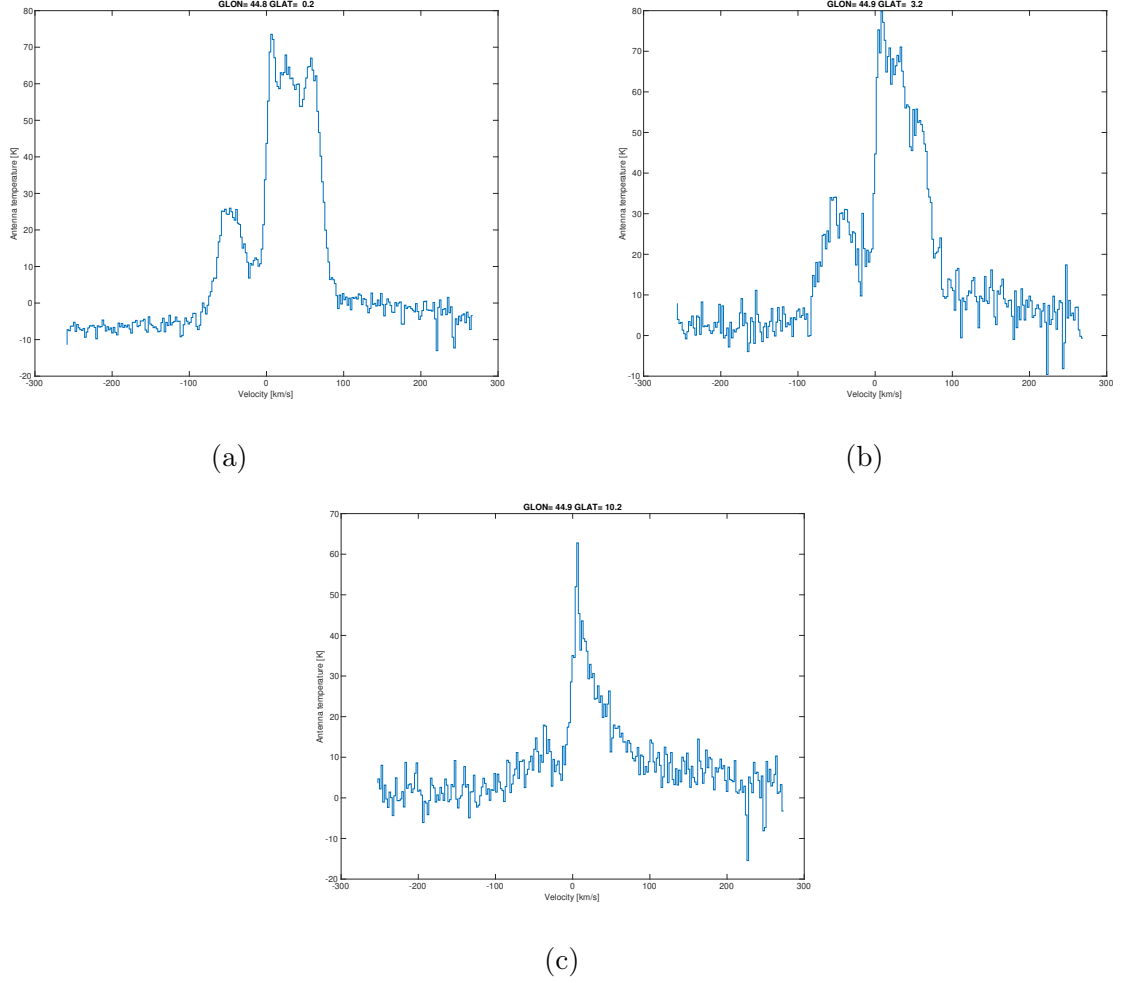 GLON= 44.8 GLAT= 0.2
80
70
60
50
40
30
20
10
0
-10
-20
Antenna temperature [K]
-300 -200 -100 0 100 200 300
Velocity [km/s]
(a)
GLON= 44.9 GLAT= 3.2
80
70
60
50
40
30
20
10
0
-10
Antenna temperature [K]
-300 -200 -100 0 100 200 300
Velocity [km/s]
(b)
GLON= 44.9 GLAT= 10.2
70
60
50
40
30
20
10
0
-10
-20
Antenna temperature [K]
-300 -200 -100 0 100 200 300
Velocity [km/s]
(c)